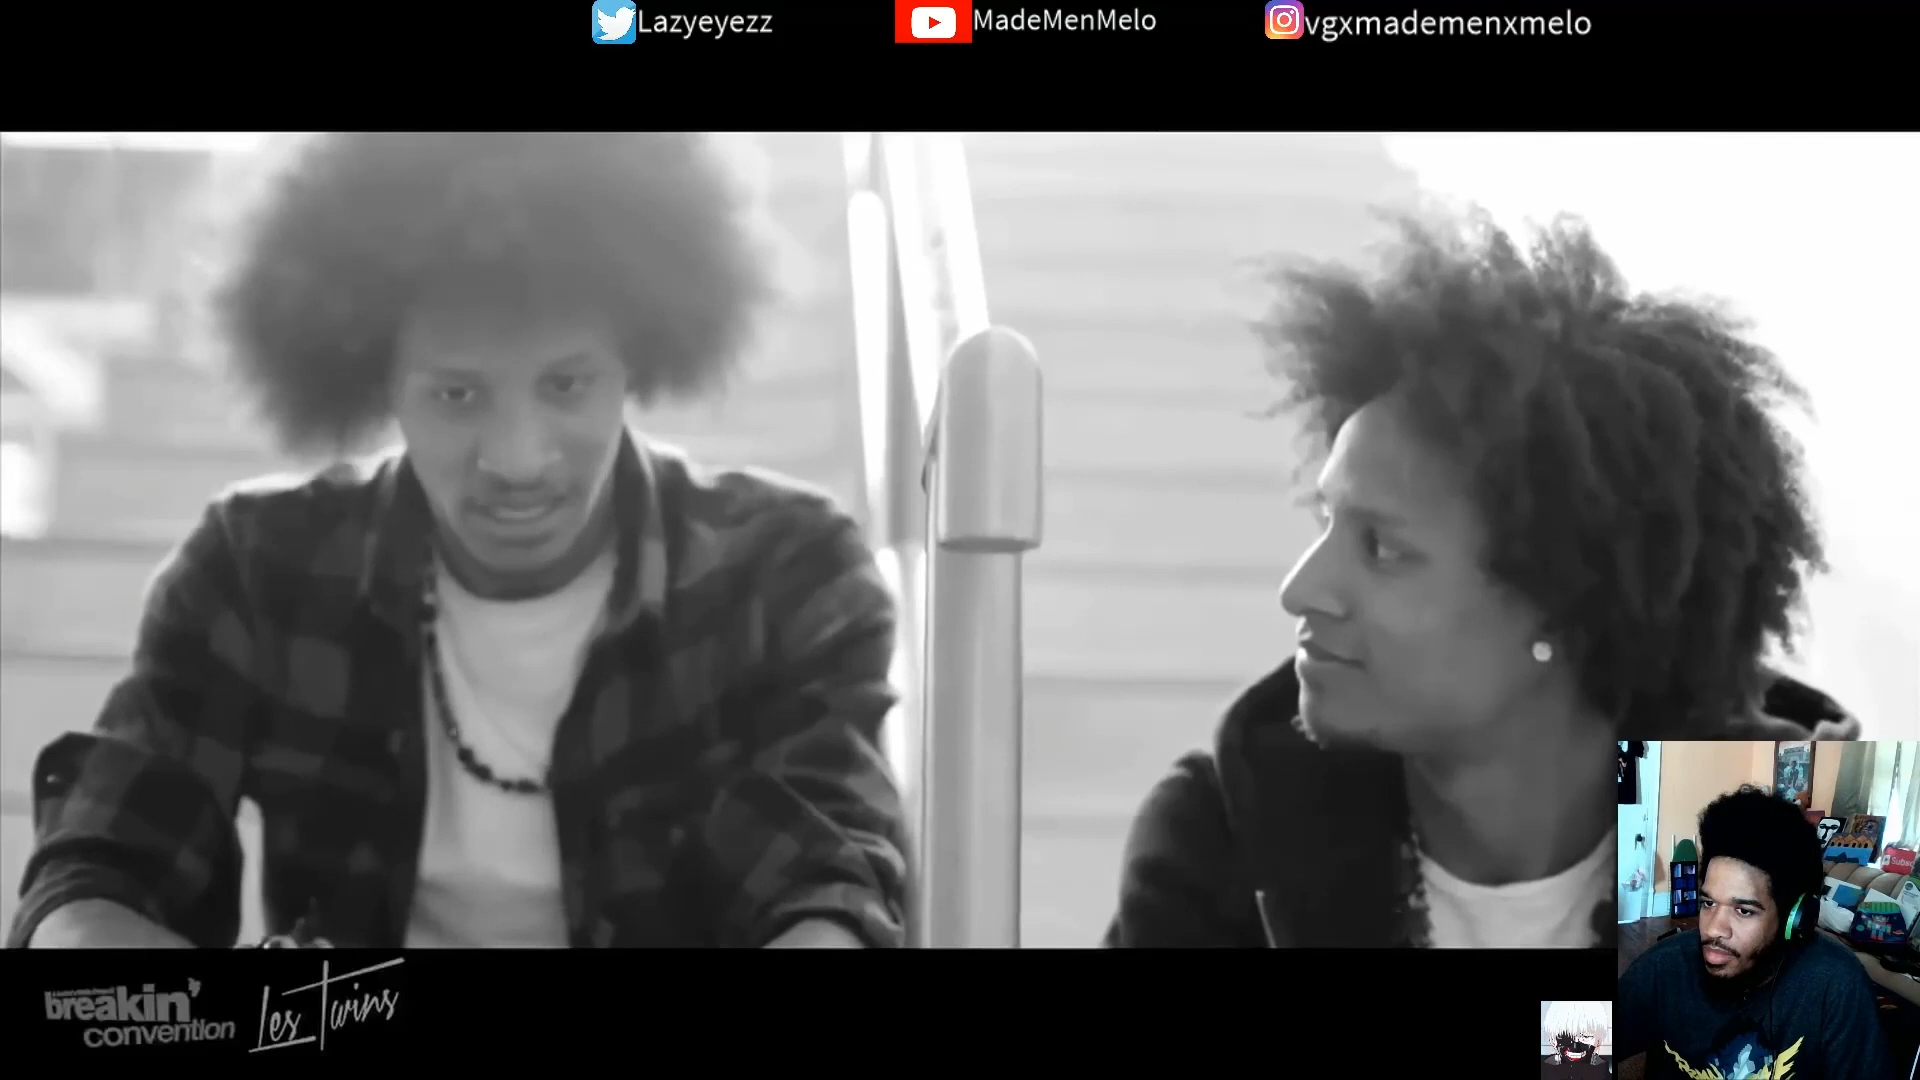 Lazyeyezz
MadeMenMelo
vgxmademenxmelo
breakin'
convention
Les Twins